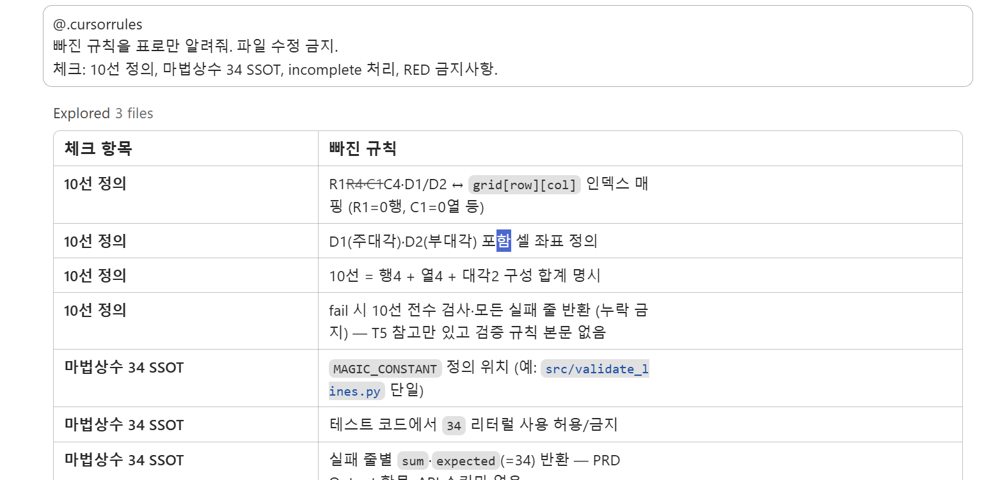 @.cursorrules
빠진 규칙을 표로만 알려줘. 파일 수정 금지.
체크: 10선 정의, 마법상수 34 SSOT, incomplete 처리, RED 금지사항.
Explored 3 files
체크 항목 빠진 규칙
10선 정의 R1R4·C1C4·D1/D2 ↔ grid[row][col] 인덱스 매
핑 (R1=0행, C1=0열 등)
10선 정의 D1(주대각)·D2(부대각) 포함 셀 좌표 정의
10선 정의 10선 = 행4 + 열4 + 대각2 구성 합계 명시
10선 정의 fail 시 10선 전수 검사·모든 실패 줄 반환 (누락 금
지) — T5 참고만 있고 검증 규칙 본문 없음
마법상수 34 SSOT MAGIC_CONSTANT 정의 위치 (예: src/validate_l
ines.py 단일)
마법상수 34 SSOT 테스트 코드에서 34 리터럴 사용 허용/금지
마법상수 34 SSOT 실패 줄별 sum·expected(=34) 반환 — PRD